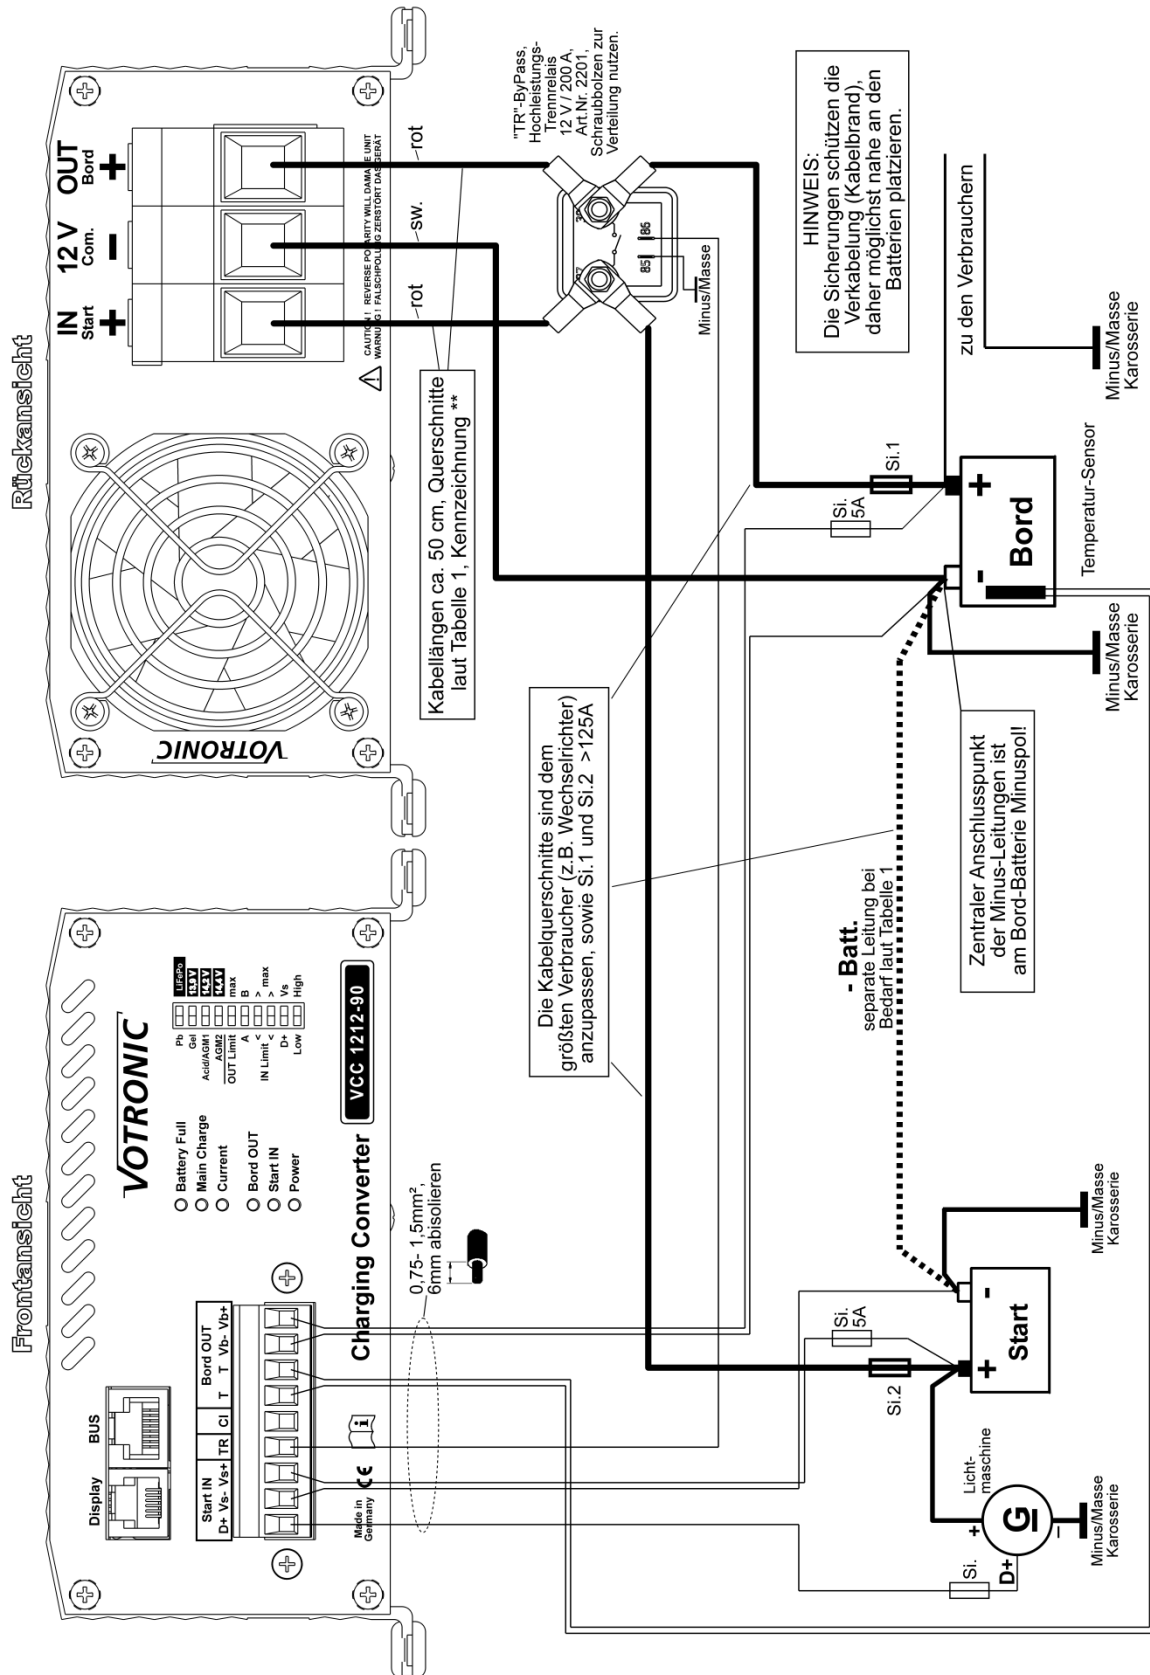 Frontansicht
Display
BUS
Start IN
Bord OUT
D+ Vs- Vs+ TR CI T T Vb- Vb+
Made in
Germany
CE
i
Charging Converter
VCC 1212-90
VOTRONIC
Battery Full
Main Charge
Current
Bord OUT
Start IN
Power
Pb LiFePo
Gel 13,9 V
Acid/AGM1 14,2 V
AGM2 14,4 V
OUT Limit max
A B
IN Limit < > max
< >
D+ Vs
Low High
0,75- 1,5mm²,
6mm abisolieren
Rückansicht
VOTRONIC
IN
Start
+
12 V
Com.
-
OUT
Bord
+
CAUTION ! REVERSE POLARITY WILL DAMAGE UNIT
WARNUNG ! FALSCHPOLUNG ZERSTÖRT DAS GERÄT
rot
sw.
rot
Kabellängen ca. 50 cm, Querschnitte
laut Tabelle 1, Kennzeichnung **
"TR"-ByPass,
Hochleistungs-
Trennrelais
12 V / 200 A,
Art.Nr. 2201,
Schraubbolzen zur
Verteilung nutzen.
85
86
Minus/Masse
Die Kabelquerschnitte sind dem
größten Verbraucher (z.B. Wechselrichter)
anzupassen, sowie Si.1 und Si.2 >125A
HINWEIS:
Die Sicherungen schützen die
Verkabelung (Kabelbrand),
daher möglichst nahe an den
Batterien platzieren.
- Batt.
separate Leitung bei
Bedarf laut Tabelle 1
Zentraler Anschlusspunkt
der Minus-Leitungen ist
am Bord-Batterie Minuspol!
Si.
D+
G
+
−
Licht-
maschine
Minus/Masse
Karosserie
Si.2
Si.
5A
+
-
Start
Minus/Masse
Karosserie
Si.
5A
Si.1
-
+
Bord
Temperatur-Sensor
Minus/Masse
Karosserie
zu den Verbrauchern
Minus/Masse
Karosserie